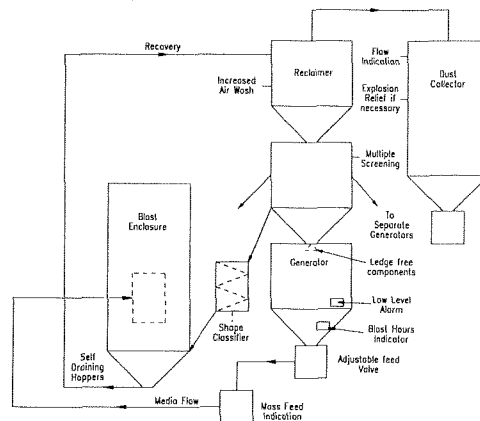 Recovery
Reclaimer
Increased
Air Wash
Flow
Indication
Dust
Collector
Explosion
Relief if
necessary
Multiple
Screening
Blast
Enclosure
To
Separate
Generators
Generator
Ledge free
components
Low Level
Alarm
Shape
Classifier
Blast Hours
Indicator
Self
Draining
Hoppers
Adjustable feed
Valve
Media Flow
Mass Feed
Indication